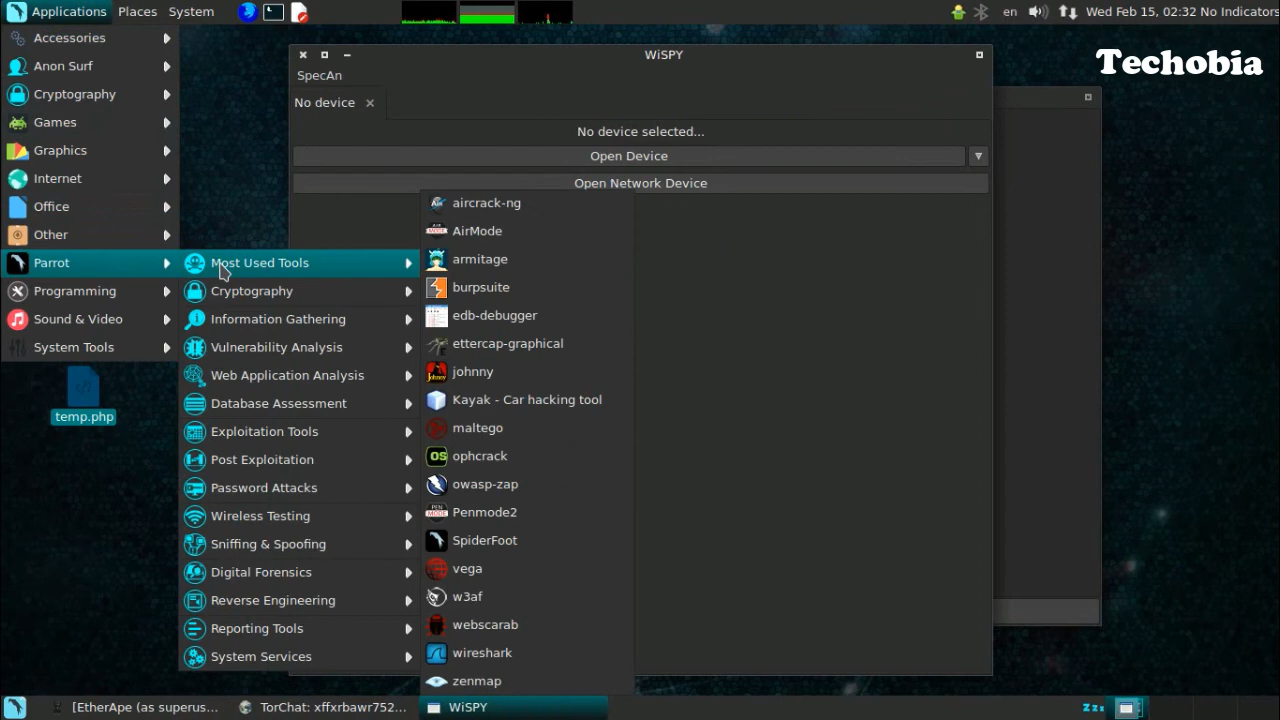 Applications Places System
en
Wed Feb 15, 02:32 No Indicators
Techobia
Accessories
Anon Surf
Cryptography
Games
Graphics
Internet
Office
Other
Parrot
Programming
Sound & Video
System Tools
temp.php
Most Used Tools
Cryptography
Information Gathering
Vulnerability Analysis
Web Application Analysis
Database Assessment
Exploitation Tools
Post Exploitation
Password Attacks
Wireless Testing
Sniffing & Spoofing
Digital Forensics
Reverse Engineering
Reporting Tools
System Services
WiSPY
SpecAn
No device
No device selected...
Open Device
Open Network Device
aircrack-ng
AirMode
armitage
burpsuite
edb-debugger
ettercap-graphical
johnny
Kayak - Car hacking tool
maltego
ophcrack
owasp-zap
Penmode2
SpiderFoot
vega
w3af
webscarab
wireshark
zenmap
[EtherApe (as superus...
TorChat: xffxrbawr752...
WiSPY